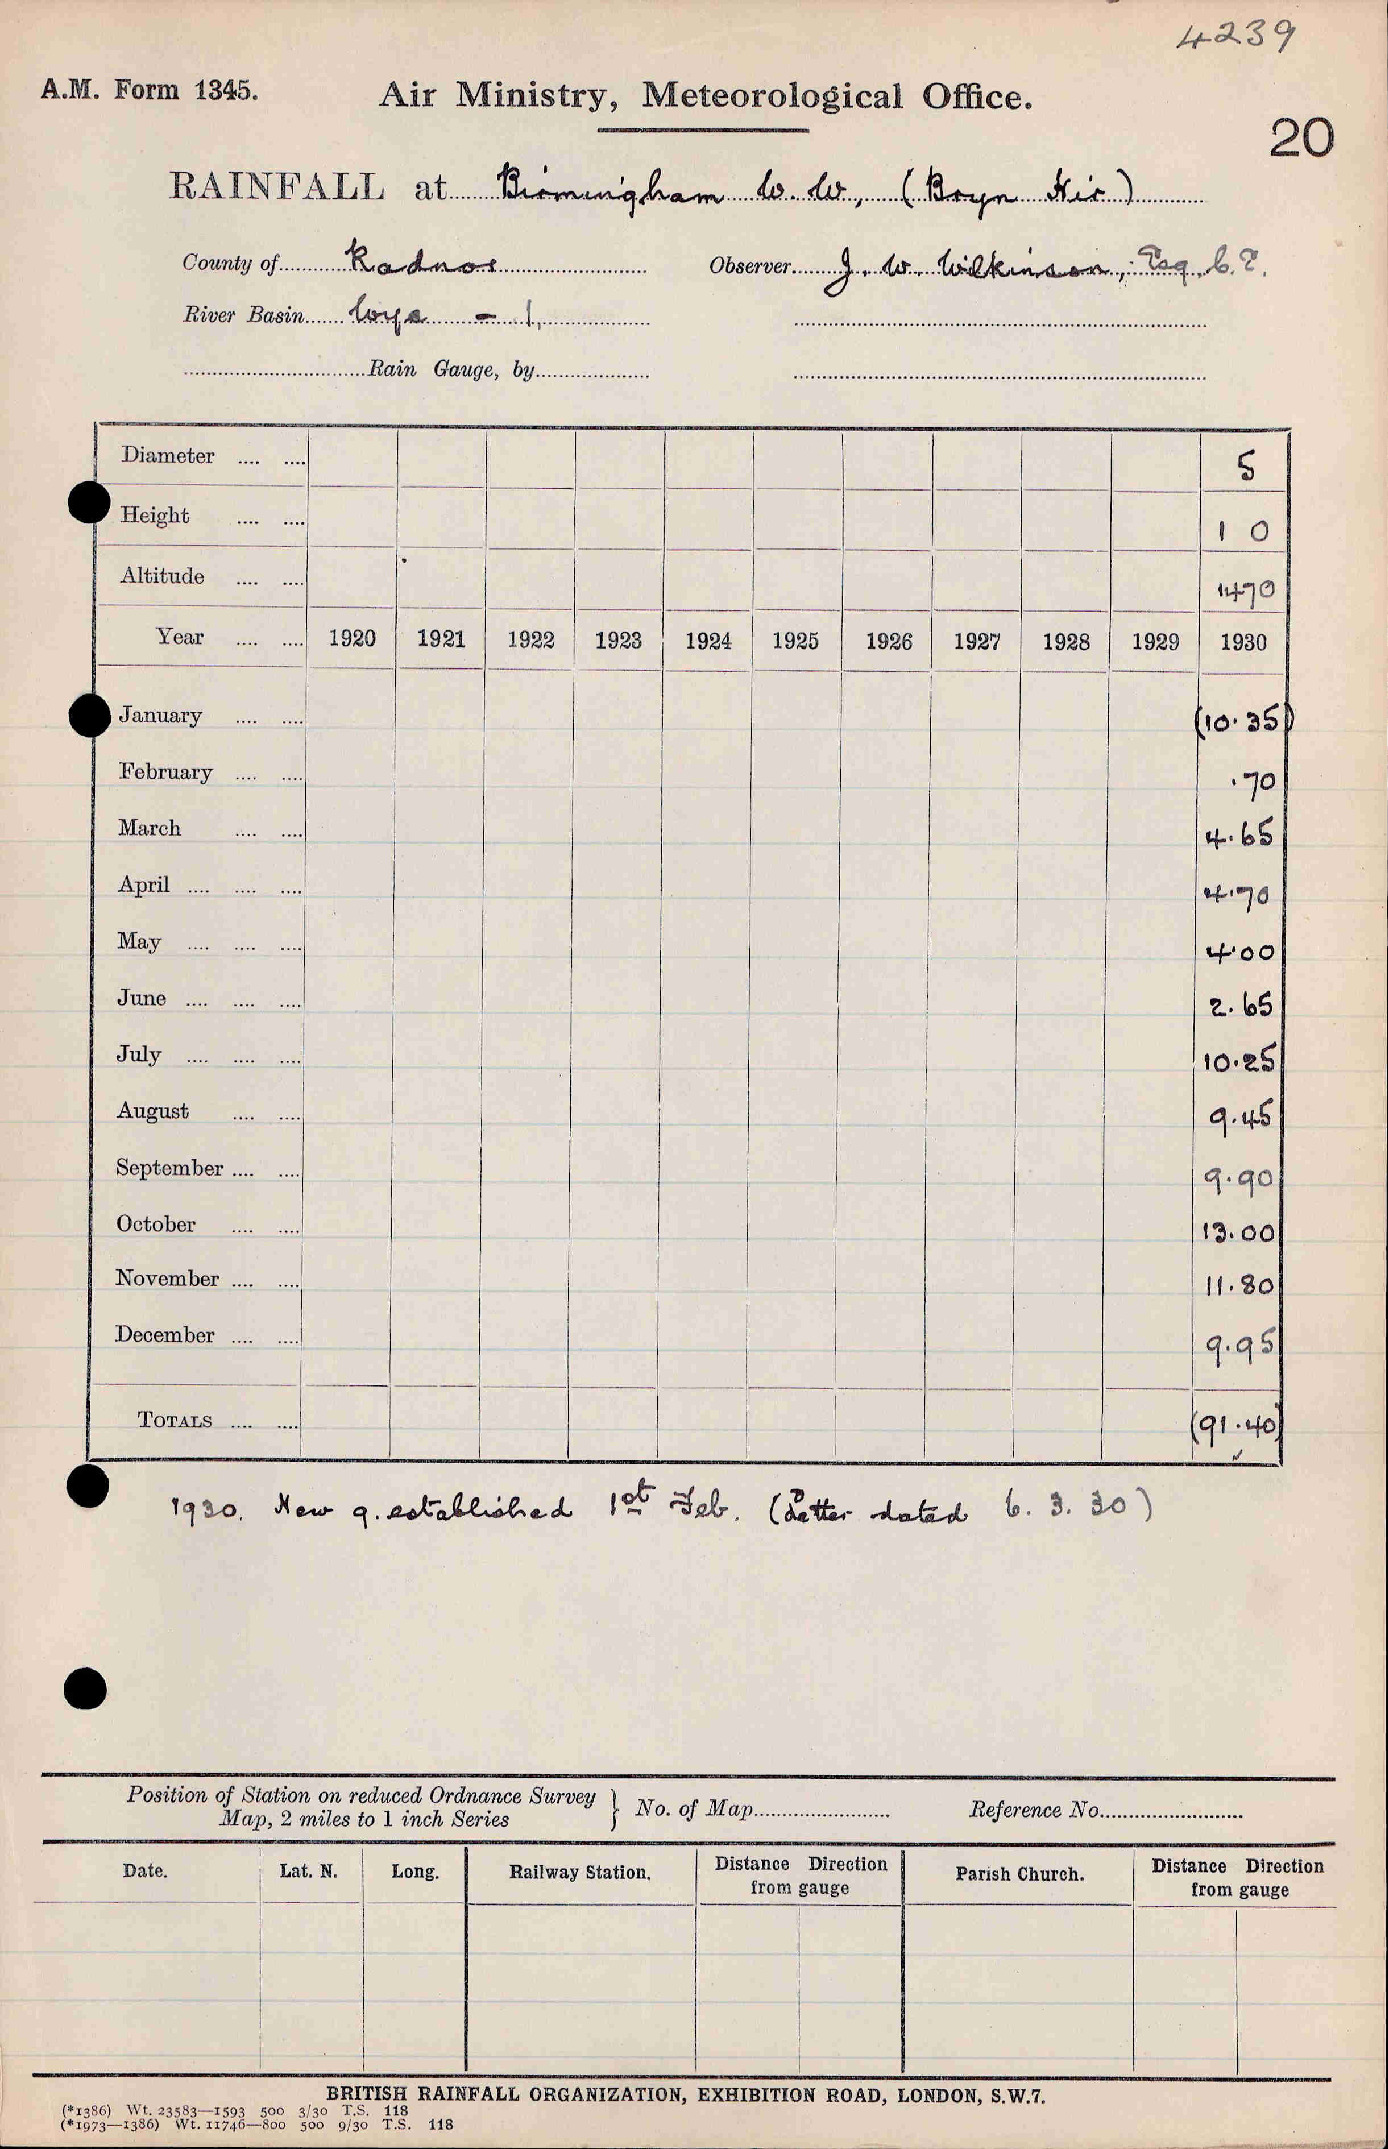 4239
A.M. Form 1345.
Air Ministry, Meteorological Office.
20
RAINFALL at Birmingham W. W, (Bryn Hir)
County of Radnor Observer J. W. Wilkinson, Esq, C.E.
River Basin Wye - 1,
Rain Gauge, by
Diameter .... .... 5
Height .... .... 1 0
Altitude .... .... 1470
Year .... .... 1920 1921 1922 1923 1924 1925 1926 1927 1928 1929 1930
January .... .... (10.35)
February .... .... .70
March .... .... 4.65
April .... .... .... 4.70
May .... .... .... 4.00
June .... .... .... 2.65
July .... .... .... 10.25
August .... .... 9.45
September .... .... 9.90
October .... .... 13.00
November .... .... 11.80
December .... .... 9.95
TOTALS .... .... (91.40)
1930. New g. established 1st Feb. (Letter dated 6. 3. 30)
Position of Station on reduced Ordnance Survey
Map, 2 miles to 1 inch Series } No. of Map Reference No.
Date. Lat. N. Long. Railway Station. Distance Direction from gauge Parish Church. Distance Direction from gauge
BRITISH RAINFALL ORGANIZATION, EXHIBITION ROAD, LONDON, S.W.7.
(*1386) Wt. 23583—1593 500 3/30 T.S. 118
(*1973—1386) Wt. 11746—800 500 9/30 T.S. 118